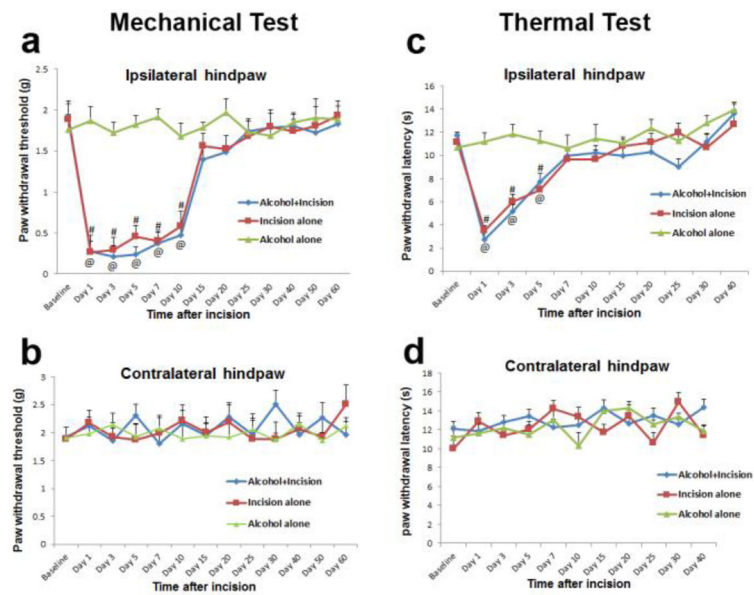 Mechanical Test
Thermal Test
a
Ipsilateral hindpaw
Paw withdrawal threshold (g)
2.5
2
1.5
1
0.5
0
# # # # #
@ @ @ @ @
Alcohol+Incision
Incision alone
Alcohol alone
Baseline Day 1 Day 3 Day 5 Day 7 Day 10 Day 15 Day 20 Day 25 Day 30 Day 40 Day 50 Day 60
Time after incision
c
Ipsilateral hindpaw
Paw withdrawal latency (s)
16
14
12
10
8
6
4
2
0
# # #
@ @ @
Alcohol+Incision
Incision alone
Alcohol alone
Baseline Day 1 Day 3 Day 5 Day 7 Day 10 Day 15 Day 20 Day 25 Day 30 Day 40
Time after incision
b
Contralateral hindpaw
Paw withdrawal threshold (g)
3
2.5
2
1.5
1
0.5
0
Alcohol+Incision
Incision alone
Alcohol alone
Baseline Day 1 Day 3 Day 5 Day 7 Day 10 Day 15 Day 20 Day 25 Day 30 Day 40 Day 50 Day 60
Time after incision
d
Contralateral hindpaw
paw withdrawal latency (s)
18
16
14
12
10
8
6
4
2
0
Alcohol+Incision
Incision alone
Alcohol alone
Baseline Day 1 Day 3 Day 5 Day 7 Day 10 Day 15 Day 20 Day 25 Day 30 Day 40
Time after incision